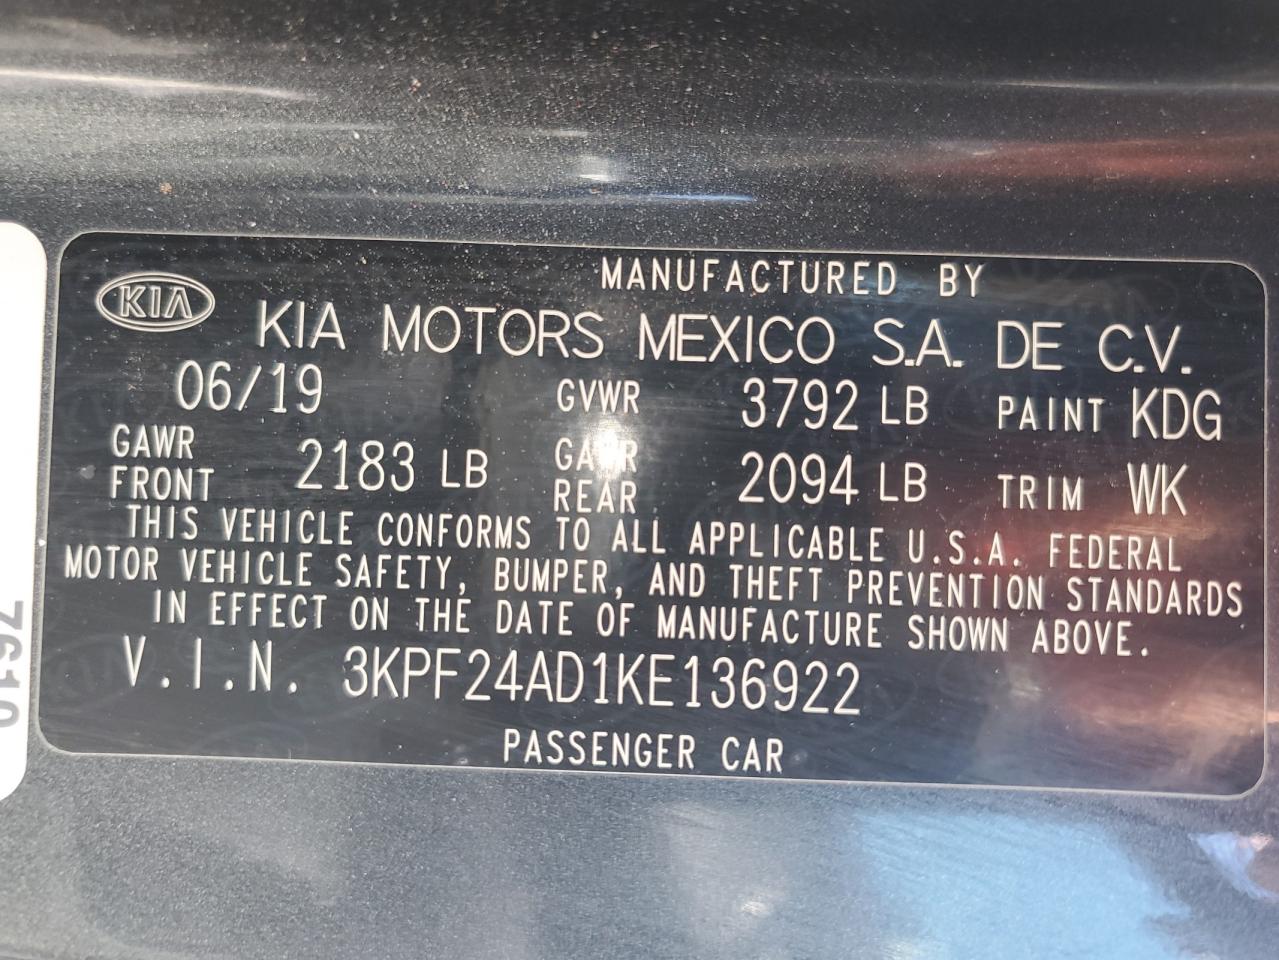 MANUFACTURED BY
KIA KIA MOTORS MEXICO S.A. DE C.V.
06/19 GVWR 3792 LB PAINT KDG
GAWR FRONT 2183 LB GAWR REAR 2094 LB TRIM WK
THIS VEHICLE CONFORMS TO ALL APPLICABLE U.S.A. FEDERAL
MOTOR VEHICLE SAFETY, BUMPER, AND THEFT PREVENTION STANDARDS
IN EFFECT ON THE DATE OF MANUFACTURE SHOWN ABOVE.
V.I.N. 3KPF24AD1KE136922
PASSENGER CAR